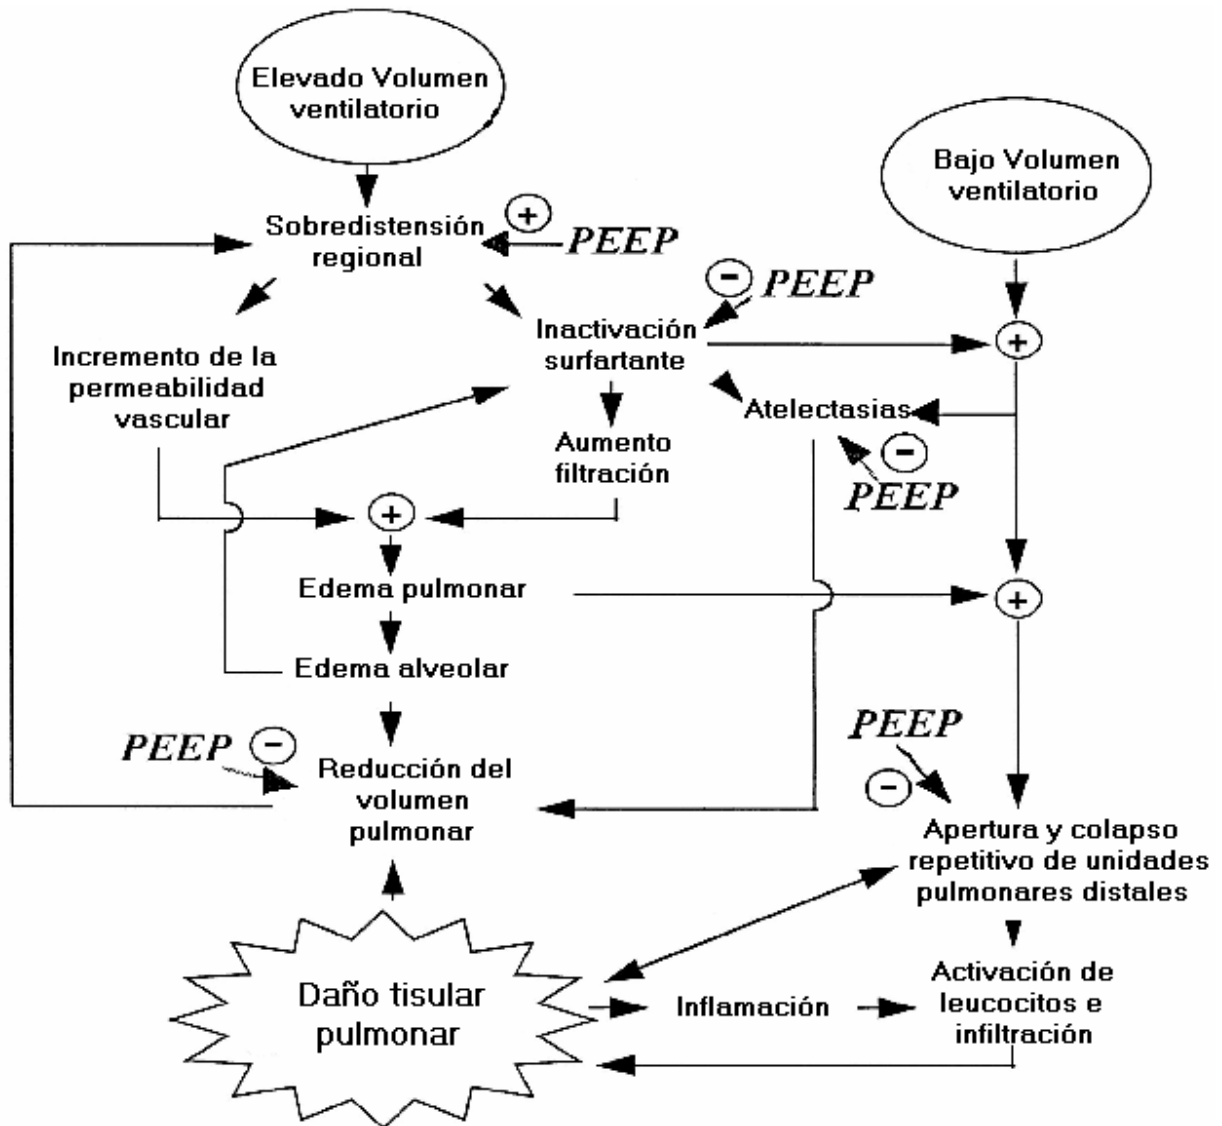 Elevado Volumen
ventilatorio
Bajo Volumen
ventilatorio
Sobredistensión
regional
+
PEEP
-
PEEP
Inactivación
surfartante
+
Incremento de la
permeabilidad
vascular
Atelectasias
Aumento
filtración
-
PEEP
+
Edema pulmonar
+
Edema alveolar
PEEP
-
Reducción del
volumen
pulmonar
PEEP
-
Apertura y colapso
repetitivo de unidades
pulmonares distales
Daño tisular
pulmonar
Inflamación
Activación de
leucocitos e
infiltración